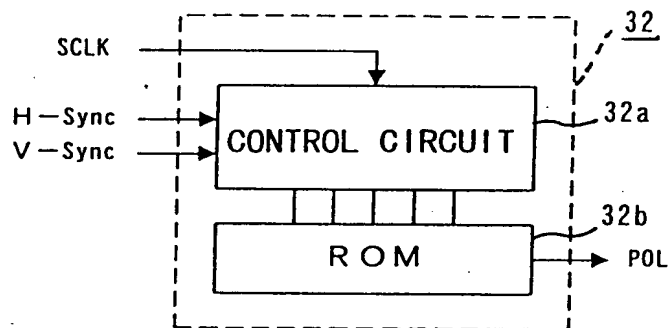 32
SCLK
32a
H-Sync
V-Sync
CONTROL CIRCUIT
32b
ROM
POL